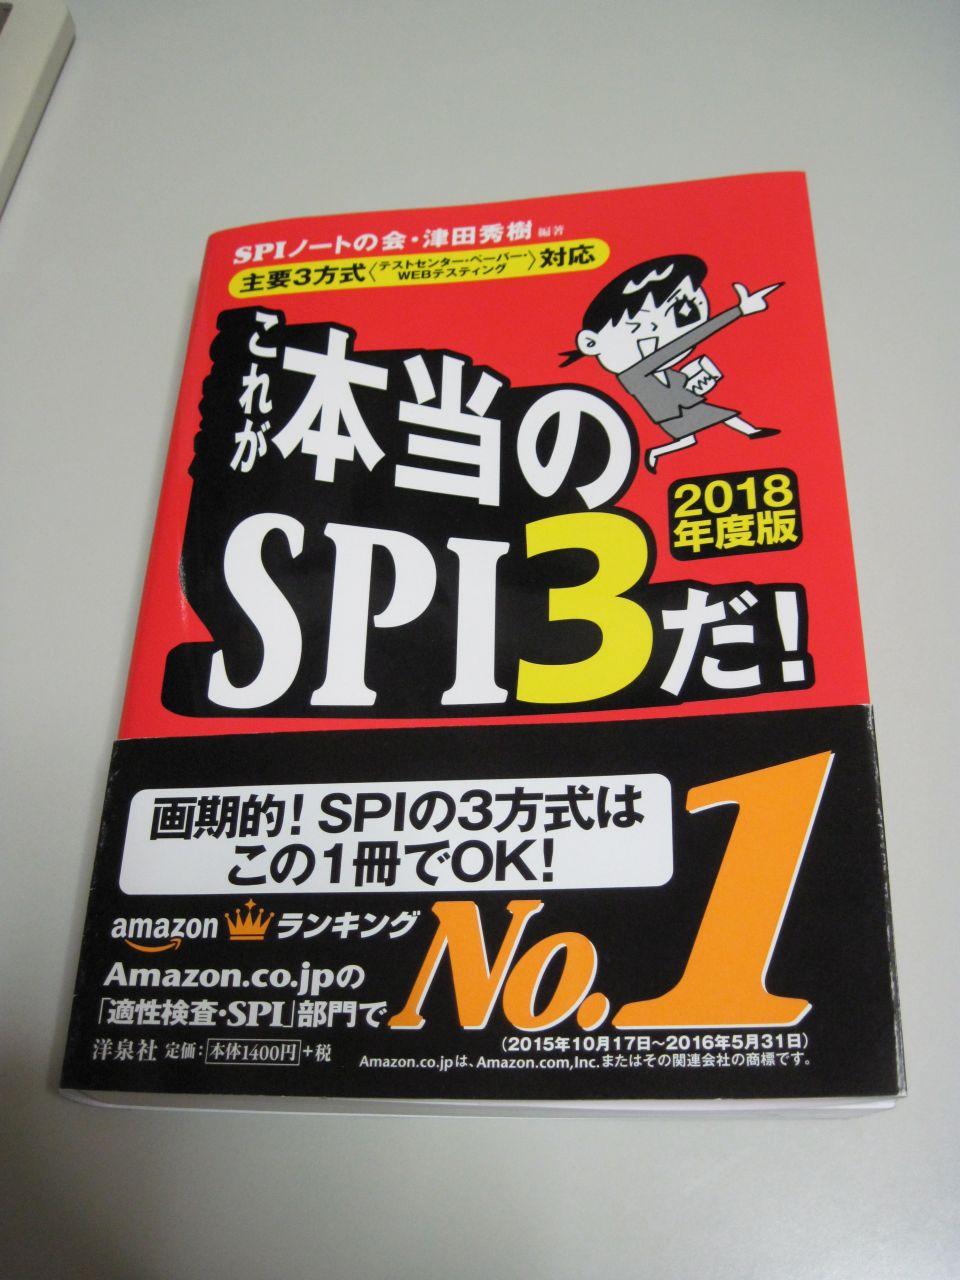 SPIノートの会・津田秀樹 編著
主要3方式〈テストセンター・ペーパー・WEBテスティング〉対応
これが
本当の
SPI3だ!
2018
年度版
画期的!SPIの3方式は
この1冊でOK!
amazon ランキング
Amazon.co.jpの
「適性検査・SPI」部門で
No.1
(2015年10月17日〜2016年5月31日)
洋泉社 定価:本体1400円+税
Amazon.co.jpは、Amazon.com,Inc.またはその関連会社の商標です。